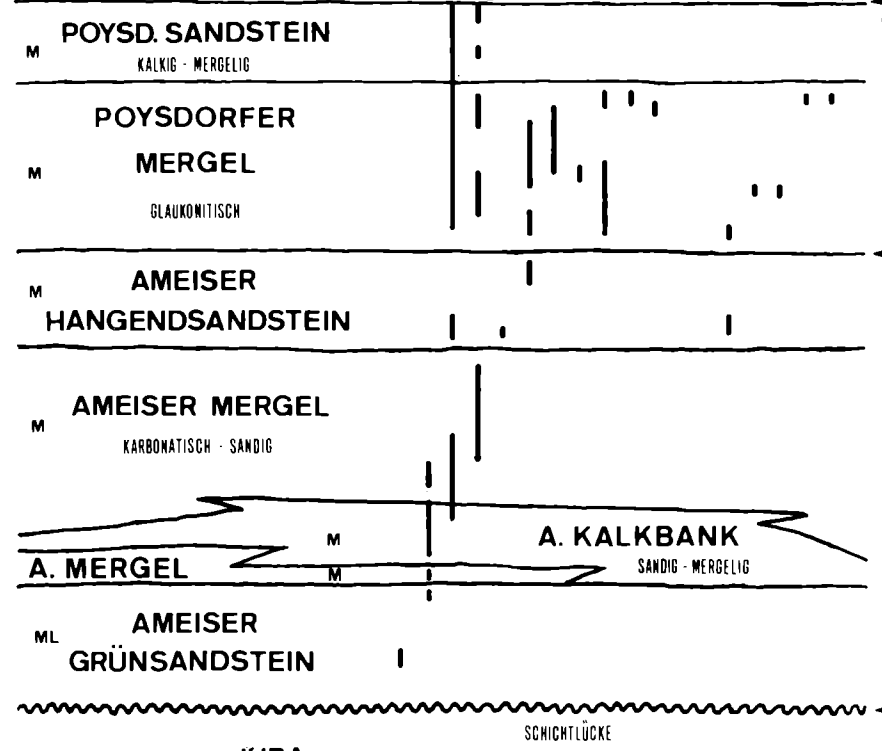 POYSD. SANDSTEIN
M
KALKIG - MERGELIG
POYSDORFER
M MERGEL
GLAUKONITISCH
AMEISER
M
HANGENDSANDSTEIN
AMEISER MERGEL
M
KARBONATISCH - SANDIG
M A. KALKBANK
A. MERGEL M SANDIG - MERGELIG
AMEISER
ML
GRÜNSANDSTEIN
SCHICHTLÜCKE